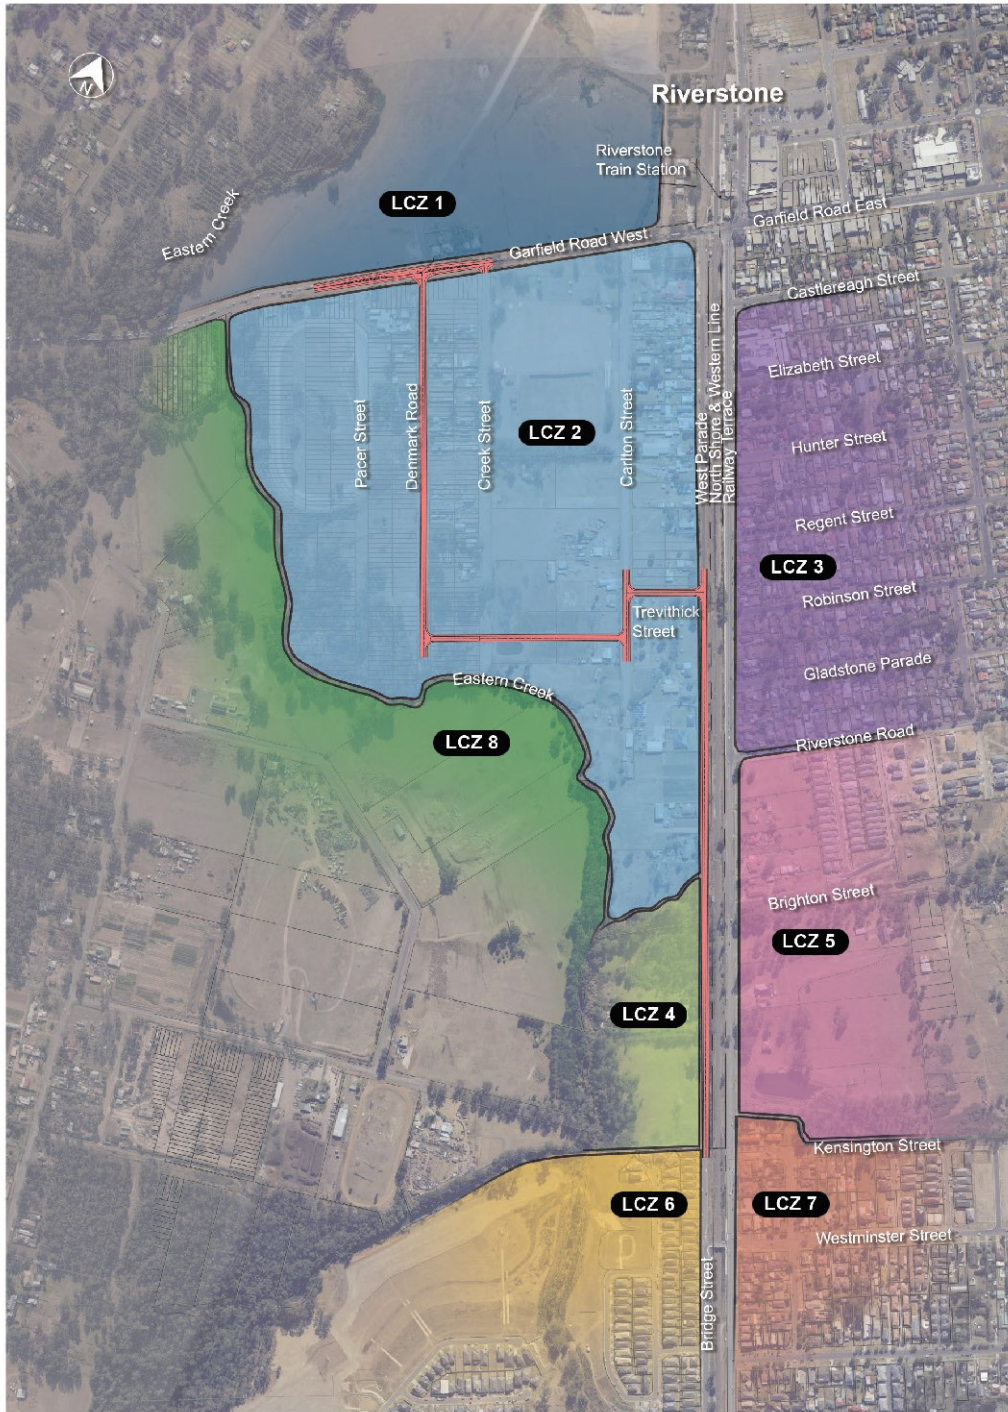 N
Riverstone
Riverstone
Train Station
LCZ 1
Eastern Creek
Garfield Road West
Garfield Road East
Castlereagh Street
Elizabeth Street
Pacer Street
Denmark Road
Creek Street
LCZ 2
Carlton Street
West Parade
North Shore & Western Line
Railway Terrace
Hunter Street
Regent Street
LCZ 3
Robinson Street
Trevithick
Street
Gladstone Parade
Eastern Creek
Riverstone Road
LCZ 8
Brighton Street
LCZ 5
LCZ 4
Kensington Street
LCZ 6
LCZ 7
Westminster Street
Bridge Street